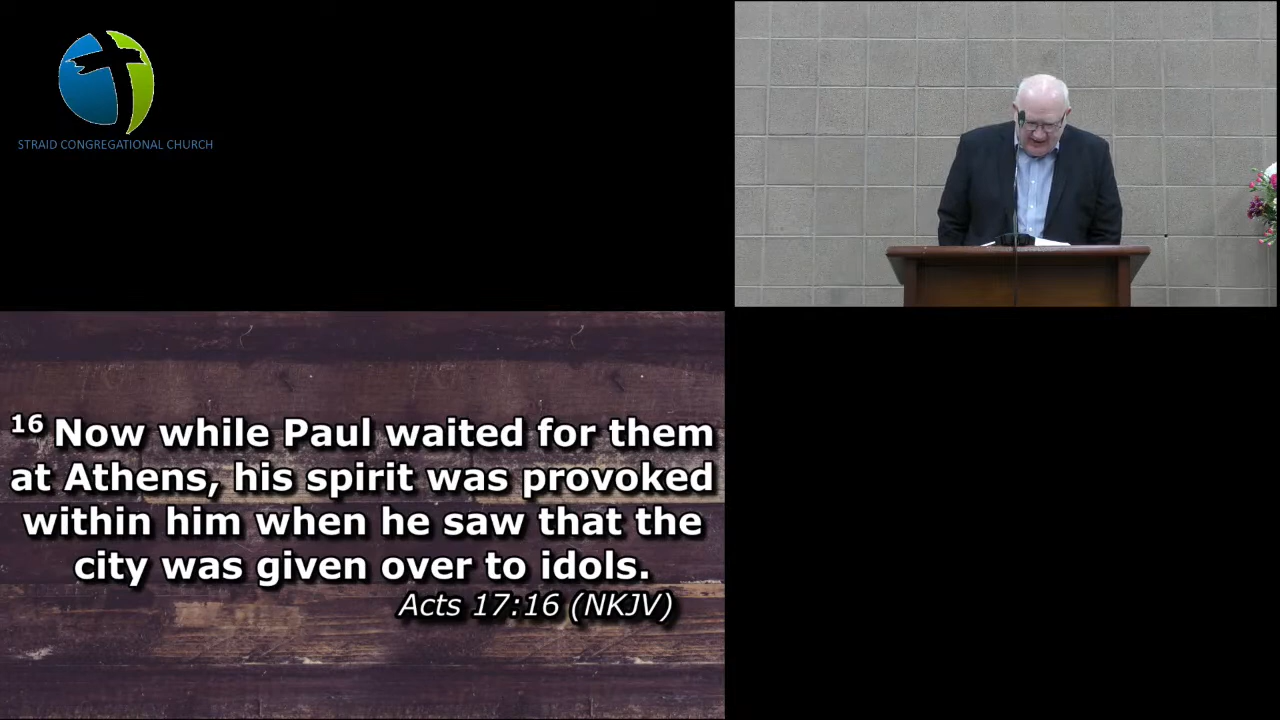 STRAID CONGREGATIONAL CHURCH
16 Now while Paul waited for them
at Athens, his spirit was provoked
within him when he saw that the
city was given over to idols.
Acts 17:16 (NKJV)